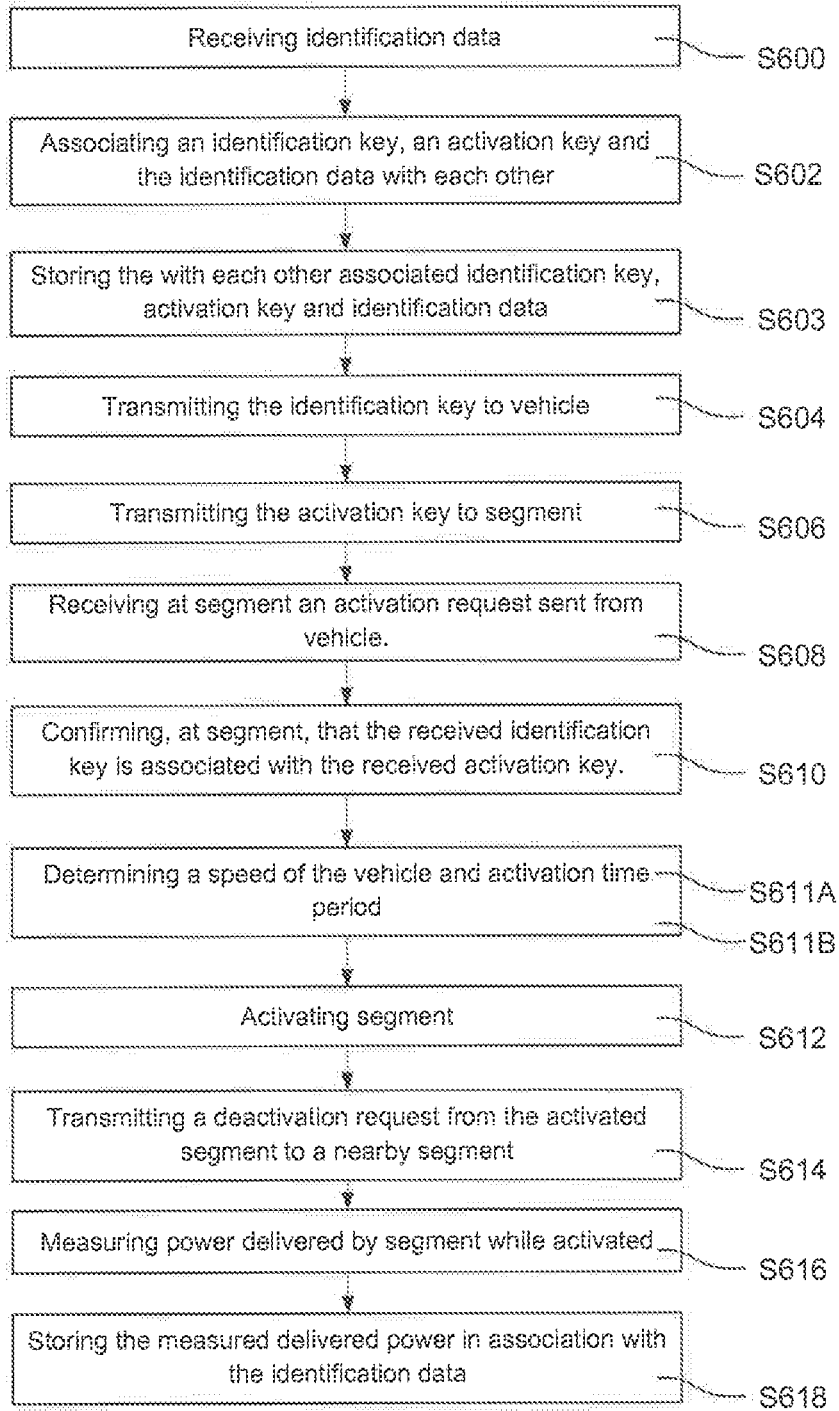 Receiving identification data
S600
Associating an identification key, an activation key and
the identification data with each other
S602
Storing the with each other associated identification key,
activation key and identification data
S603
Transmitting the identification key to vehicle
S604
Transmitting the activation key to segment
S606
Receiving at segment an activation request sent from
vehicle.
S608
Confirming, at segment, that the received identification
key is associated with the received activation key.
S610
Determining a speed of the vehicle and activation time
period
S611A
S611B
Activating segment
S612
Transmitting a deactivation request from the activated
segment to a nearby segment
S614
Measuring power delivered by segment while activated
S616
Storing the measured delivered power in association with
the identification data
S618